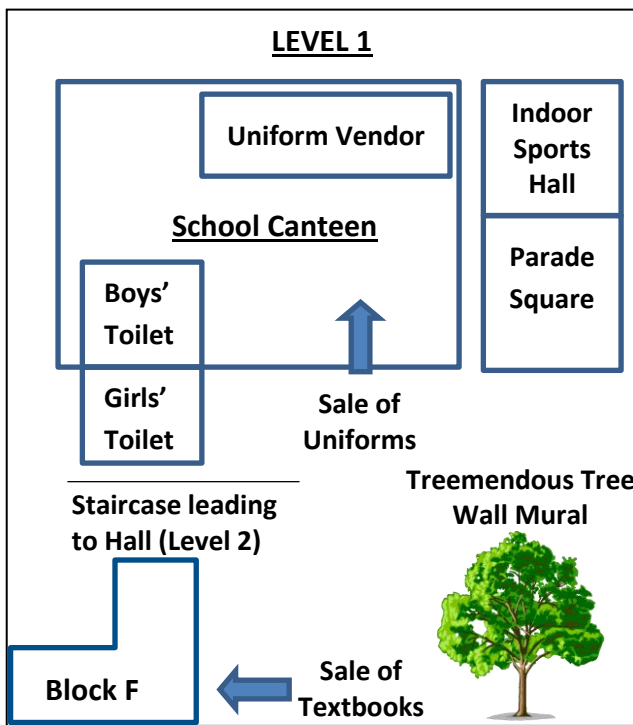 LEVEL 1
Uniform Vendor
Indoor
Sports
Hall
School Canteen
Parade
Square
Boys’
Toilet
Girls’
Toilet
Sale of
Uniforms
Staircase leading
to Hall (Level 2)
Treemendous Tree
Wall Mural
Block F
Sale of
Textbooks